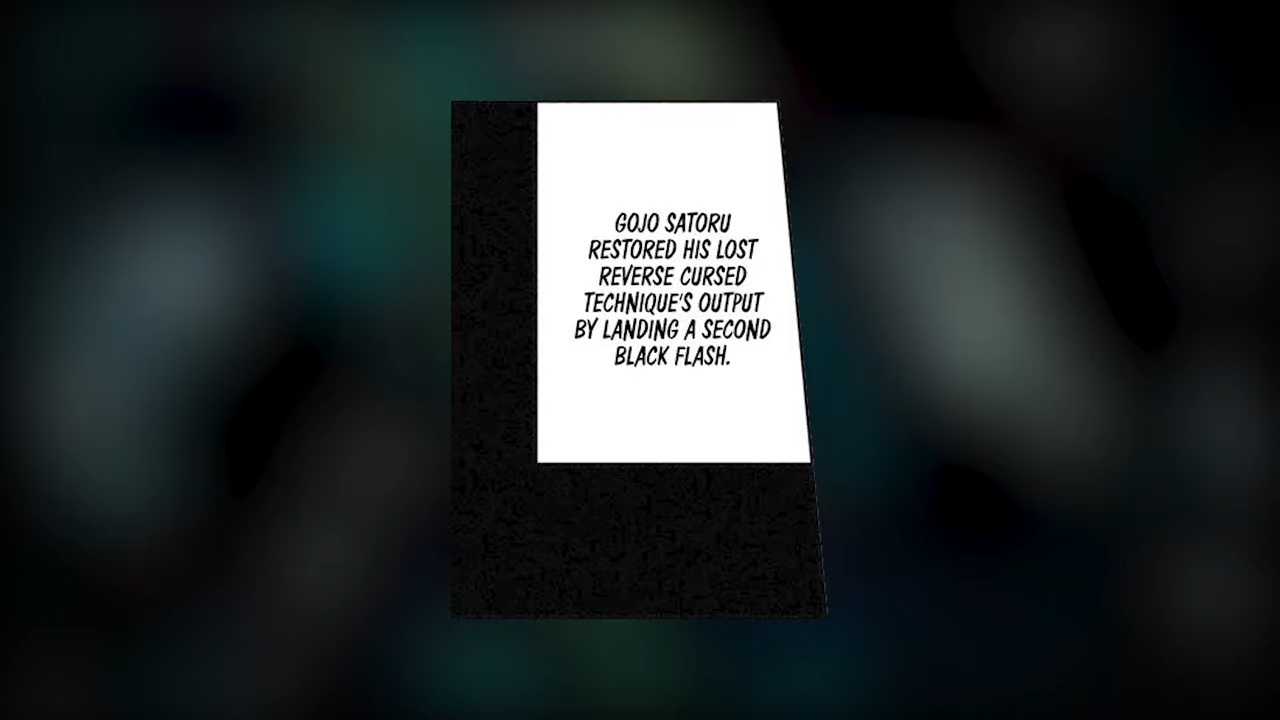 GOJO SATORU
RESTORED HIS LOST
REVERSE CURSED
TECHNIQUE'S OUTPUT
BY LANDING A SECOND
BLACK FLASH.